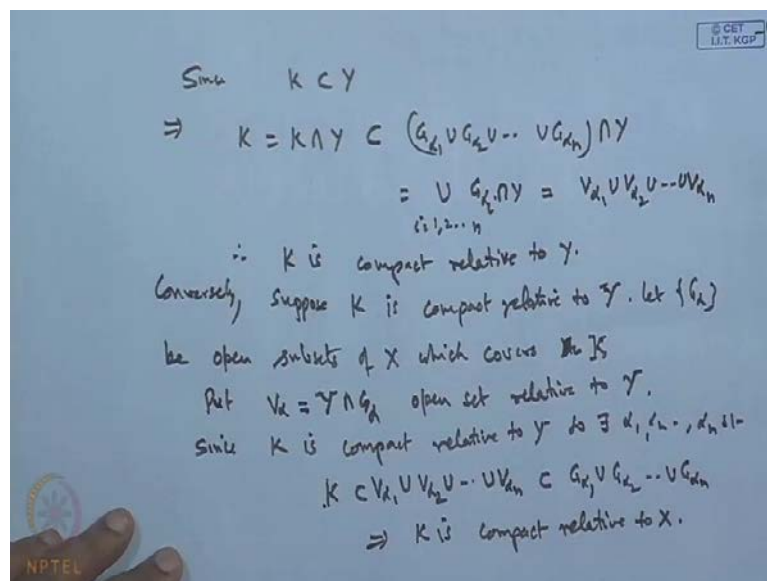 © CET
I.I.T. KGP
Since K ⊂ Y
⇒ K = K ∩ Y ⊂ (Gα₁ ∪ Gα₂ ∪ -- ∪ Gαₙ) ∩ Y
= ∪ Gαᵢ ∩ Y = Vα₁ ∪ Vα₂ ∪ --- ∪ Vαₙ
i=1,2...n
∴ K is compact relative to Y.
Conversely, Suppose K is compact relative to Y. Let {Gα}
be open subsets of X which covers K
Put Vα = Y ∩ Gα open set relative to Y.
Since K is compact relative to Y so ∃ α₁, ..., αₙ st-
K ⊂ Vα₁ ∪ Vα₂ ∪ -- ∪ Vαₙ ⊂ Gα₁ ∪ Gα₂ -- ∪ Gαₙ
⇒ K is compact relative to X.
NPTEL